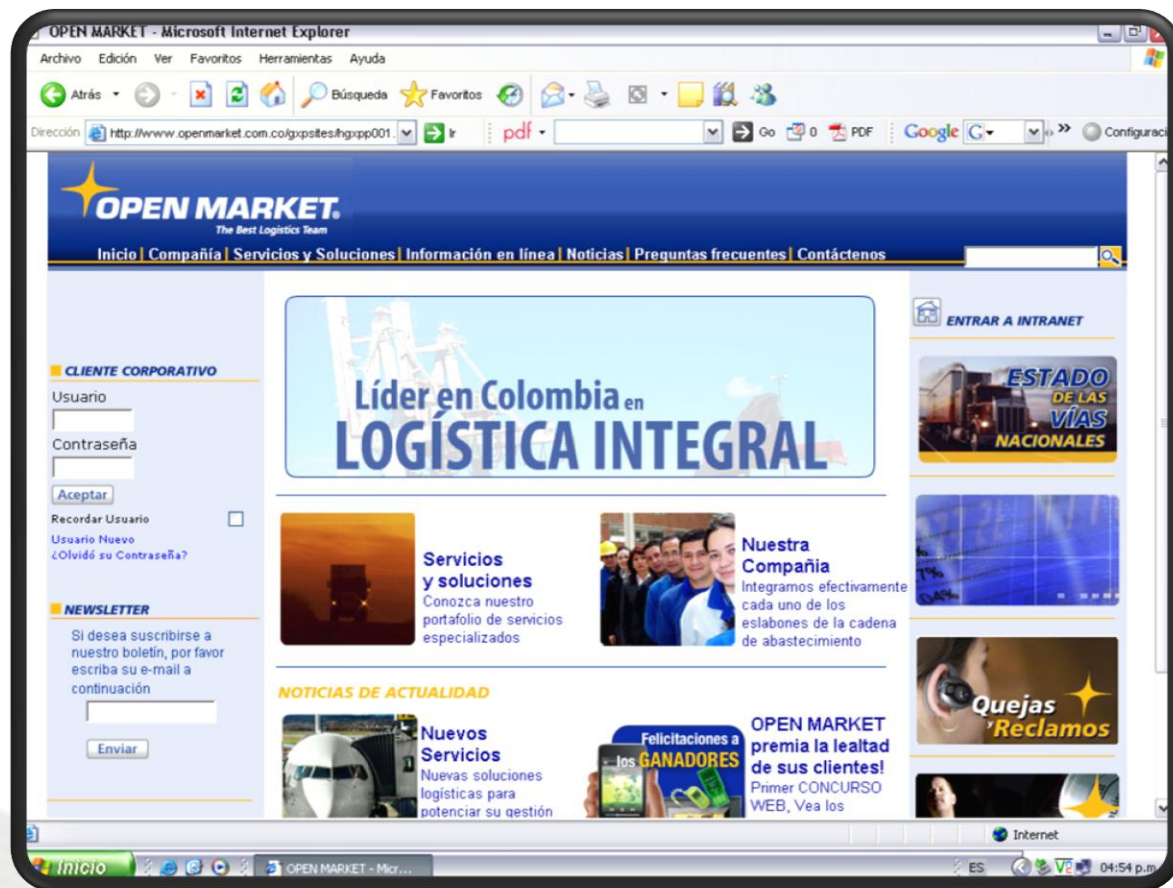 OPEN MARKET - Microsoft Internet Explorer
Archivo Edición Ver Favoritos Herramientas Ayuda
Atrás Búsqueda Favoritos
Dirección http://www.openmarket.com.co/gxpsites/hgxpp001. Ir pdf Go 0 PDF Google G Configuraci
OPEN MARKET®
The Best Logistics Team
Inicio | Compañía | Servicios y Soluciones | Información en línea | Noticias | Preguntas frecuentes | Contáctenos
CLIENTE CORPORATIVO
Usuario
Contraseña
Aceptar
Recordar Usuario
Usuario Nuevo
¿Olvidó su Contraseña?
NEWSLETTER
Si desea suscribirse a
nuestro boletín, por favor
escriba su e-mail a
continuación
Enviar
Líder en Colombia en
LOGÍSTICA INTEGRAL
Servicios
y soluciones
Conozca nuestro
portafolio de servicios
especializados
Nuestra
Compañia
Integramos efectivamente
cada uno de los
eslabones de la cadena
de abastecimiento
NOTICIAS DE ACTUALIDAD
Nuevos
Servicios
Nuevas soluciones
logísticas para
potenciar su gestión
Felicitaciones a
los GANADORES
OPEN MARKET
premia la lealtad
de sus clientes!
Primer CONCURSO
WEB, Vea los
ENTRAR A INTRANET
ESTADO
DE LAS
VÍAS
NACIONALES
7%
.04%
Quejas
y Reclamos
Internet
Inicio OPEN MARKET - Micr... ES 04:54 p.m.